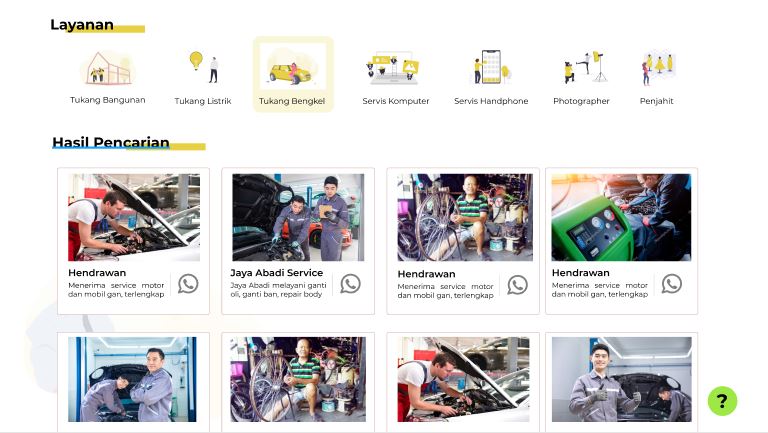 Layanan
Tukang Bangunan
Tukang Listrik
Tukang Bengkel
Servis Komputer
Servis Handphone
Photographer
Penjahit
Hasil Pencarian
Hendrawan
Menerima service motor
dan mobil gan, terlengkap
Jaya Abadi Service
Jaya Abadi melayani ganti
oli, ganti ban, repair body
Hendrawan
Menerima service motor
dan mobil gan, terlengkap
Hendrawan
Menerima service motor
dan mobil gan, terlengkap
?